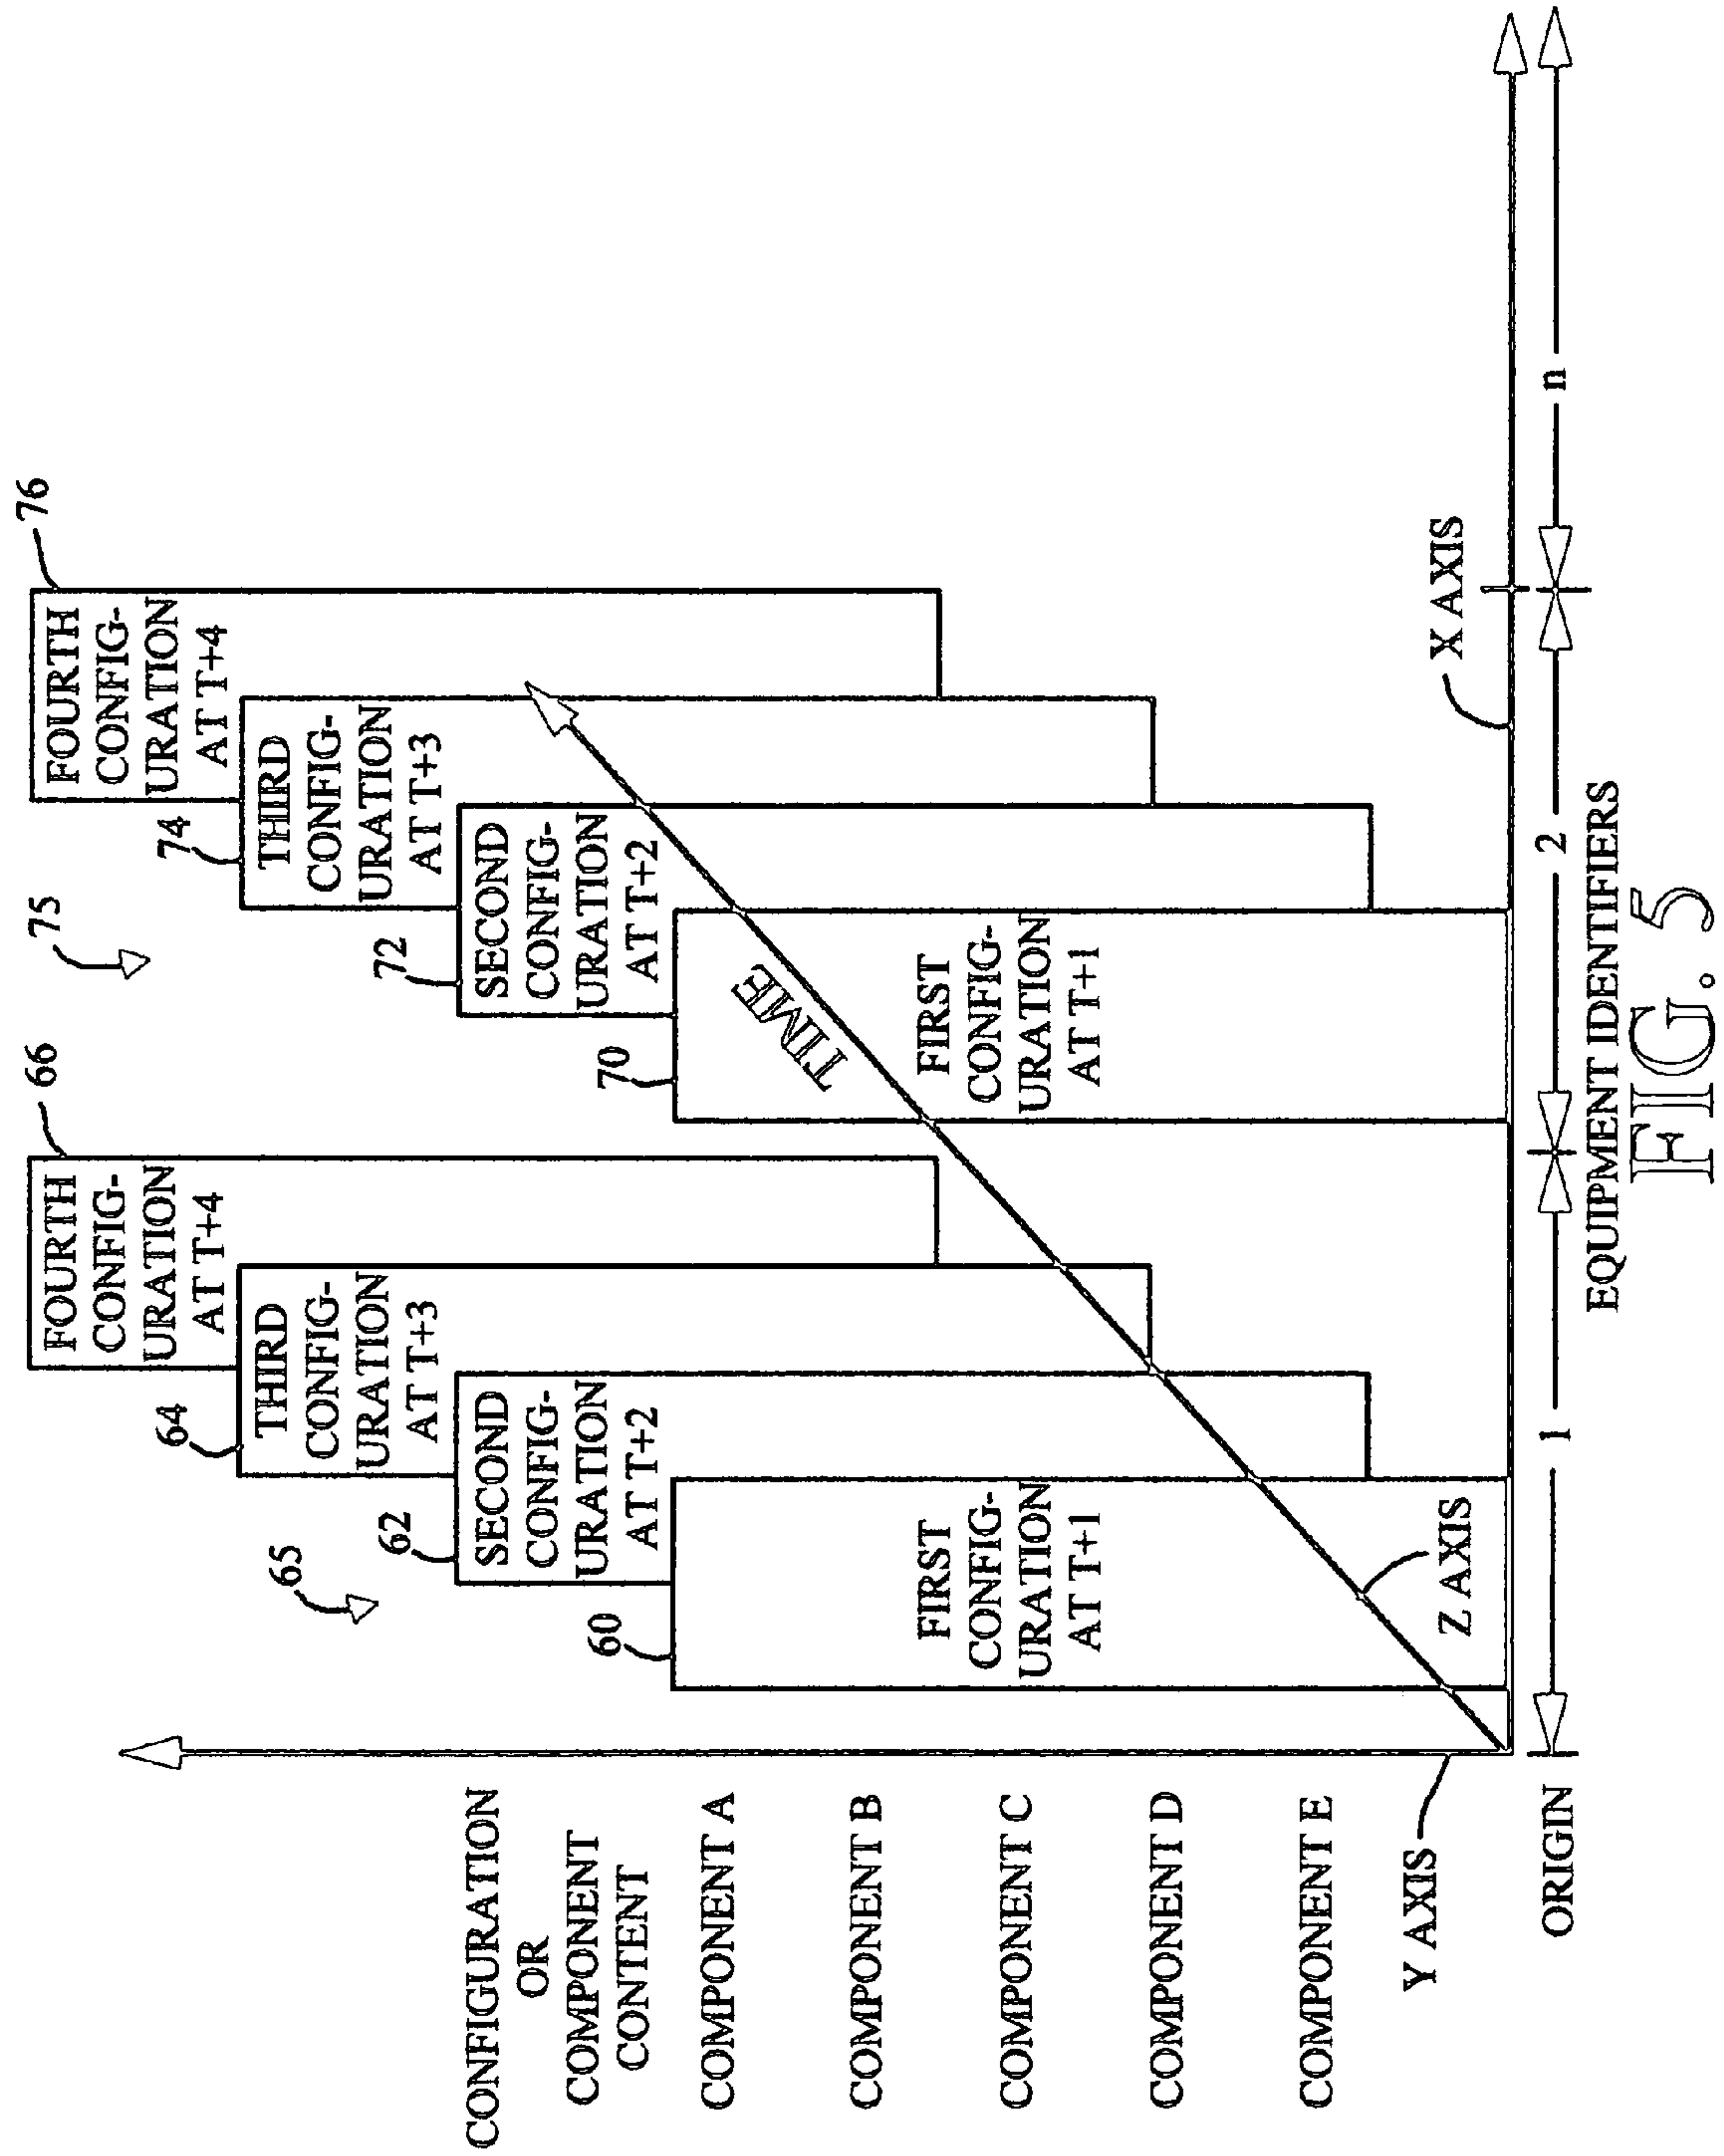 CONFIGURATION
OR
COMPONENT
CONTENT
COMPONENT A
COMPONENT B
COMPONENT C
COMPONENT D
COMPONENT E
Y AXIS
ORIGIN
65
60
FIRST
CONFIG-
URATION
AT T+1
62
SECOND
CONFIG-
URATION
AT T+2
64
THIRD
CONFIG-
URATION
AT T+3
66
FOURTH
CONFIG-
URATION
AT T+4
Z AXIS
TIME
75
70
FIRST
CONFIG-
URATION
AT T+1
72
SECOND
CONFIG-
URATION
AT T+2
74
THIRD
CONFIG-
URATION
AT T+3
76
FOURTH
CONFIG-
URATION
AT T+4
X AXIS
1
2
n
EQUIPMENT IDENTIFIERS
FIG. 5